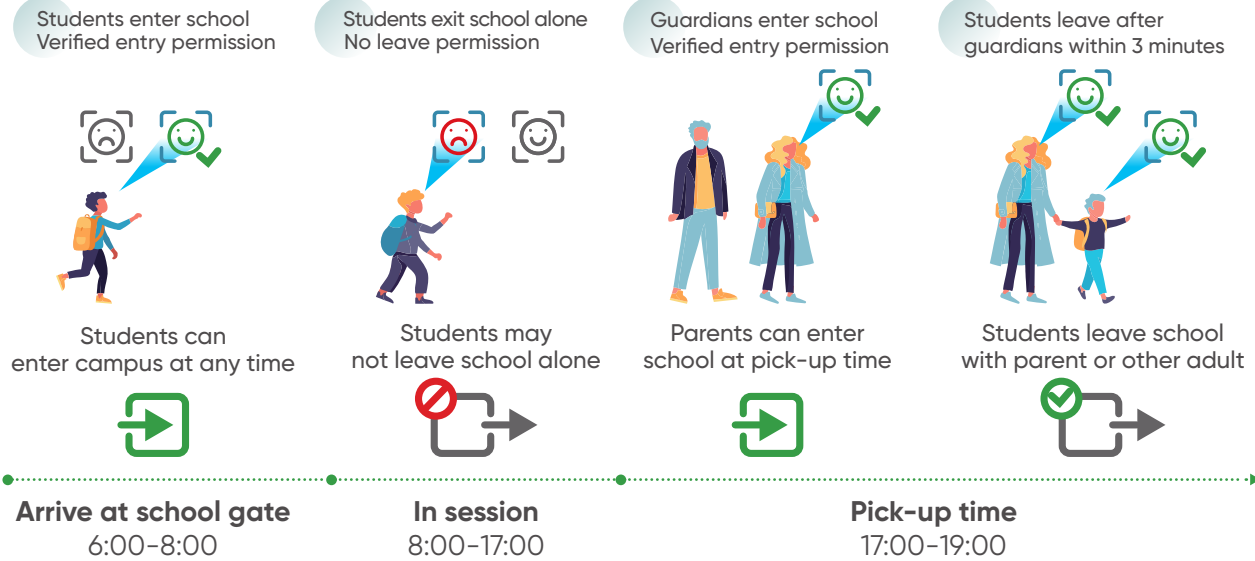 Students enter school
Verified entry permission
Students exit school alone
No leave permission
Guardians enter school
Verified entry permission
Students leave after
guardians within 3 minutes
Students can
enter campus at any time
Students may
not leave school alone
Parents can enter
school at pick-up time
Students leave school
with parent or other adult
Arrive at school gate
6:00-8:00
In session
8:00-17:00
Pick-up time
17:00-19:00